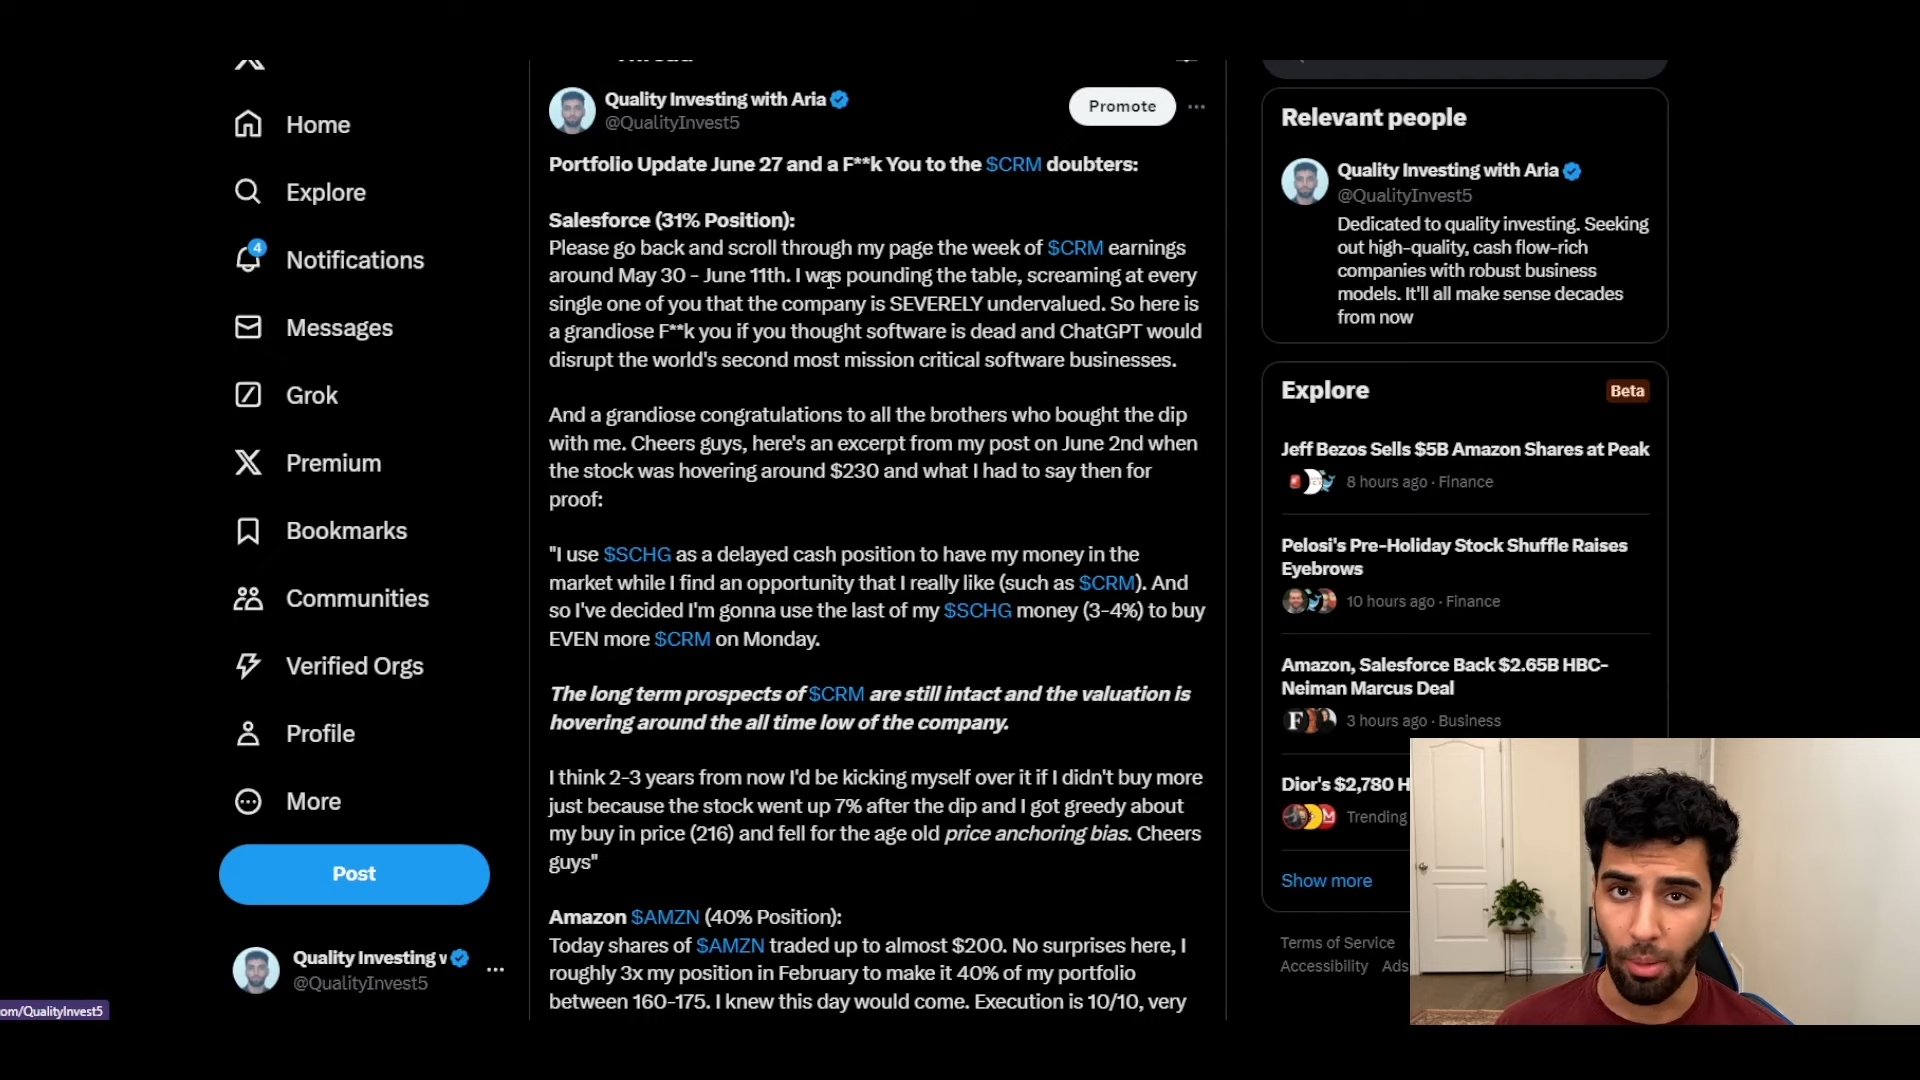 Home
Explore
4
Notifications
Messages
Grok
Premium
Bookmarks
Communities
Verified Orgs
Profile
More
Post
Quality Investing v
@QualityInvest5
om/QualityInvest5
Quality Investing with Aria
@QualityInvest5
Promote
Portfolio Update June 27 and a F**k You to the $CRM doubters:
Salesforce (31% Position):
Please go back and scroll through my page the week of $CRM earnings
around May 30 - June 11th. I was pounding the table, screaming at every
single one of you that the company is SEVERELY undervalued. So here is
a grandiose F**k you if you thought software is dead and ChatGPT would
disrupt the world's second most mission critical software businesses.
And a grandiose congratulations to all the brothers who bought the dip
with me. Cheers guys, here's an excerpt from my post on June 2nd when
the stock was hovering around $230 and what I had to say then for
proof:
"I use $SCHG as a delayed cash position to have my money in the
market while I find an opportunity that I really like (such as $CRM). And
so I've decided I'm gonna use the last of my $SCHG money (3-4%) to buy
EVEN more $CRM on Monday.
The long term prospects of $CRM are still intact and the valuation is
hovering around the all time low of the company.
I think 2-3 years from now I'd be kicking myself over it if I didn't buy more
just because the stock went up 7% after the dip and I got greedy about
my buy in price (216) and fell for the age old price anchoring bias. Cheers
guys"
Amazon $AMZN (40% Position):
Today shares of $AMZN traded up to almost $200. No surprises here, I
roughly 3x my position in February to make it 40% of my portfolio
between 160-175. I knew this day would come. Execution is 10/10, very
Relevant people
Quality Investing with Aria
@QualityInvest5
Dedicated to quality investing. Seeking
out high-quality, cash flow-rich
companies with robust business
models. It'll all make sense decades
from now
Explore
Beta
Jeff Bezos Sells $5B Amazon Shares at Peak
8 hours ago · Finance
Pelosi's Pre-Holiday Stock Shuffle Raises
Eyebrows
10 hours ago · Finance
Amazon, Salesforce Back $2.65B HBC-
Neiman Marcus Deal
3 hours ago · Business
Dior's $2,780 H
Trending
Show more
Terms of Service
Accessibility Ads